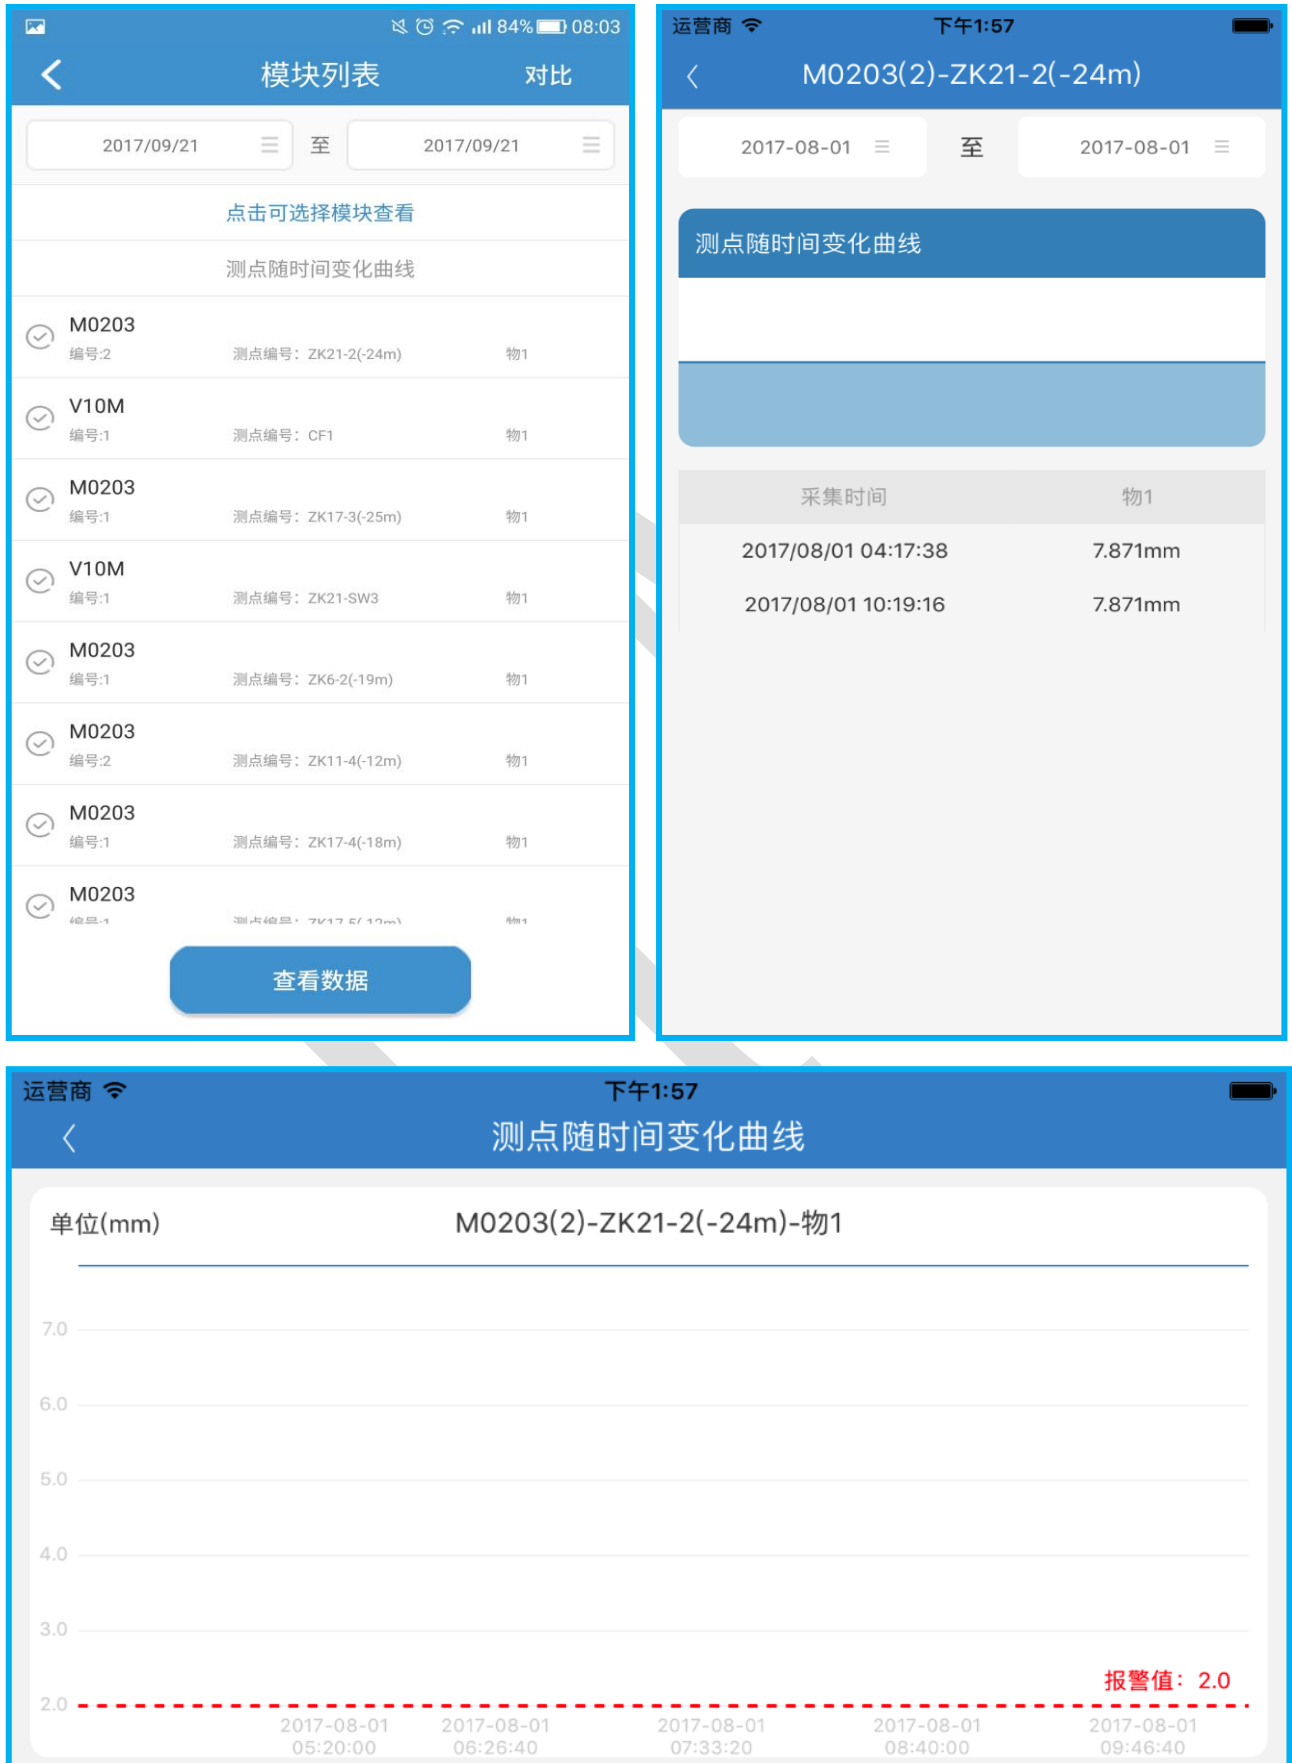 84% 08:03
模块列表 对比
2017/09/21 至 2017/09/21
点击可选择模块查看
测点随时间变化曲线
M0203
编号:2 测点编号：ZK21-2(-24m) 物1
V10M
编号:1 测点编号：CF1 物1
M0203
编号:1 测点编号：ZK17-3(-25m) 物1
V10M
编号:1 测点编号：ZK21-SW3 物1
M0203
编号:1 测点编号：ZK6-2(-19m) 物1
M0203
编号:2 测点编号：ZK11-4(-12m) 物1
M0203
编号:1 测点编号：ZK17-4(-18m) 物1
M0203
编号:1 测点编号：ZK17-5(-12m) 物1
查看数据
运营商 下午1:57
M0203(2)-ZK21-2(-24m)
2017-08-01 至 2017-08-01
测点随时间变化曲线
采集时间 物1
2017/08/01 04:17:38 7.871mm
2017/08/01 10:19:16 7.871mm
运营商 下午1:57
测点随时间变化曲线
单位(mm) M0203(2)-ZK21-2(-24m)-物1
7.0
6.0
5.0
4.0
3.0
报警值：2.0
2.0
2017-08-01 2017-08-01 2017-08-01 2017-08-01 2017-08-01
05:20:00 06:26:40 07:33:20 08:40:00 09:46:40